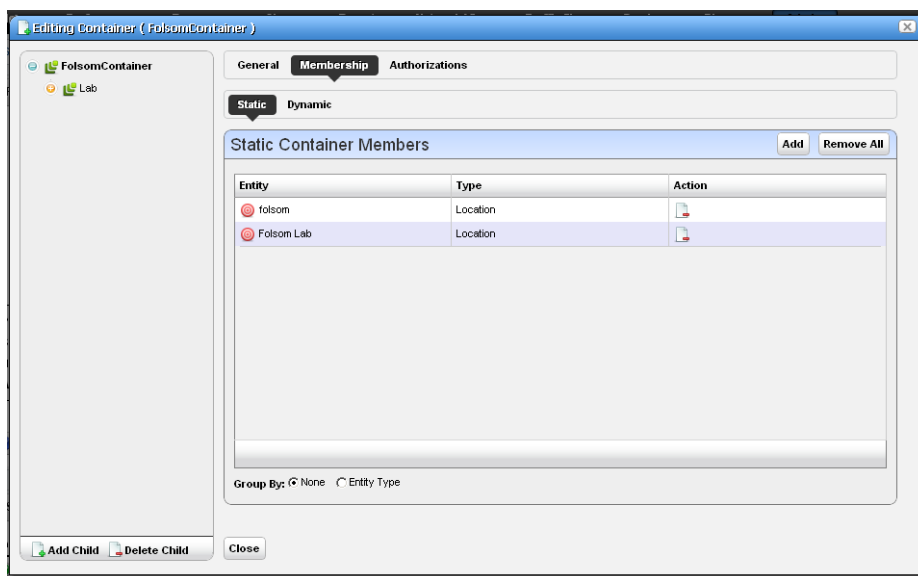 Editing Container ( FolsomContainer )
FolsomContainer
Lab
General Membership Authorizations
Static Dynamic
Static Container Members
Add Remove All
Entity Type Action
folsom Location
Folsom Lab Location
Group By: None Entity Type
Add Child Delete Child
Close